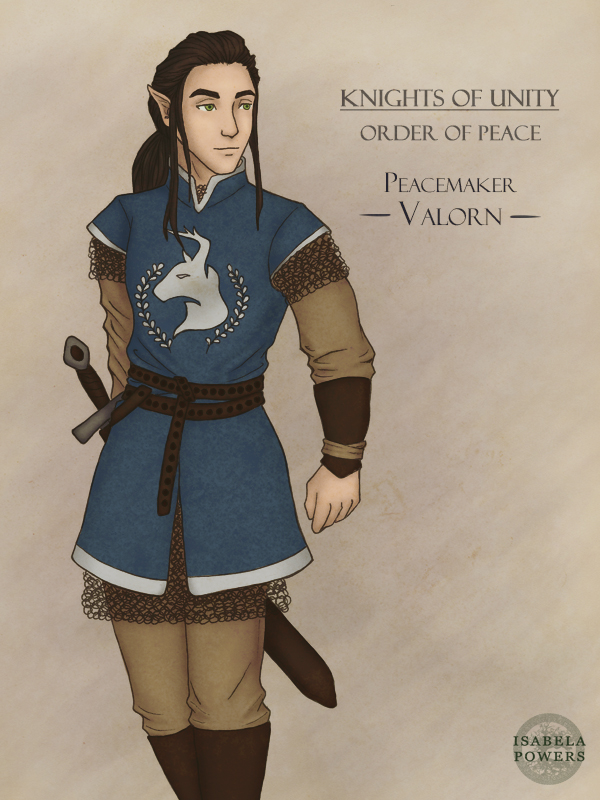 KNIGHTS OF UNITY
ORDER OF PEACE
PEACEMAKER
— VALORN —
ISABELA
POWERS